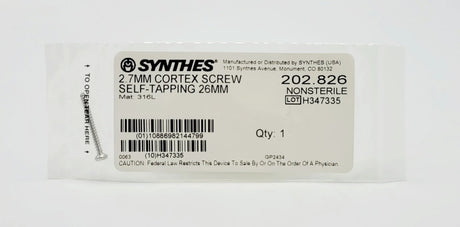 SYNTHES®
Manufactured or Distributed by SYNTHES (USA)
1101 Synthes Avenue, Monument, CO 80132
2.7MM CORTEX SCREW
SELF-TAPPING 26MM
Mat: 316L
202.826
NONSTERILE
LOT H347335
(01)10886982144799
Qty: 1
(10)H347335
0063
GP2434
CAUTION: Federal Law Restricts This Device To Sale By Or On The Order Of A Physician.
TO OPEN TEAR HERE